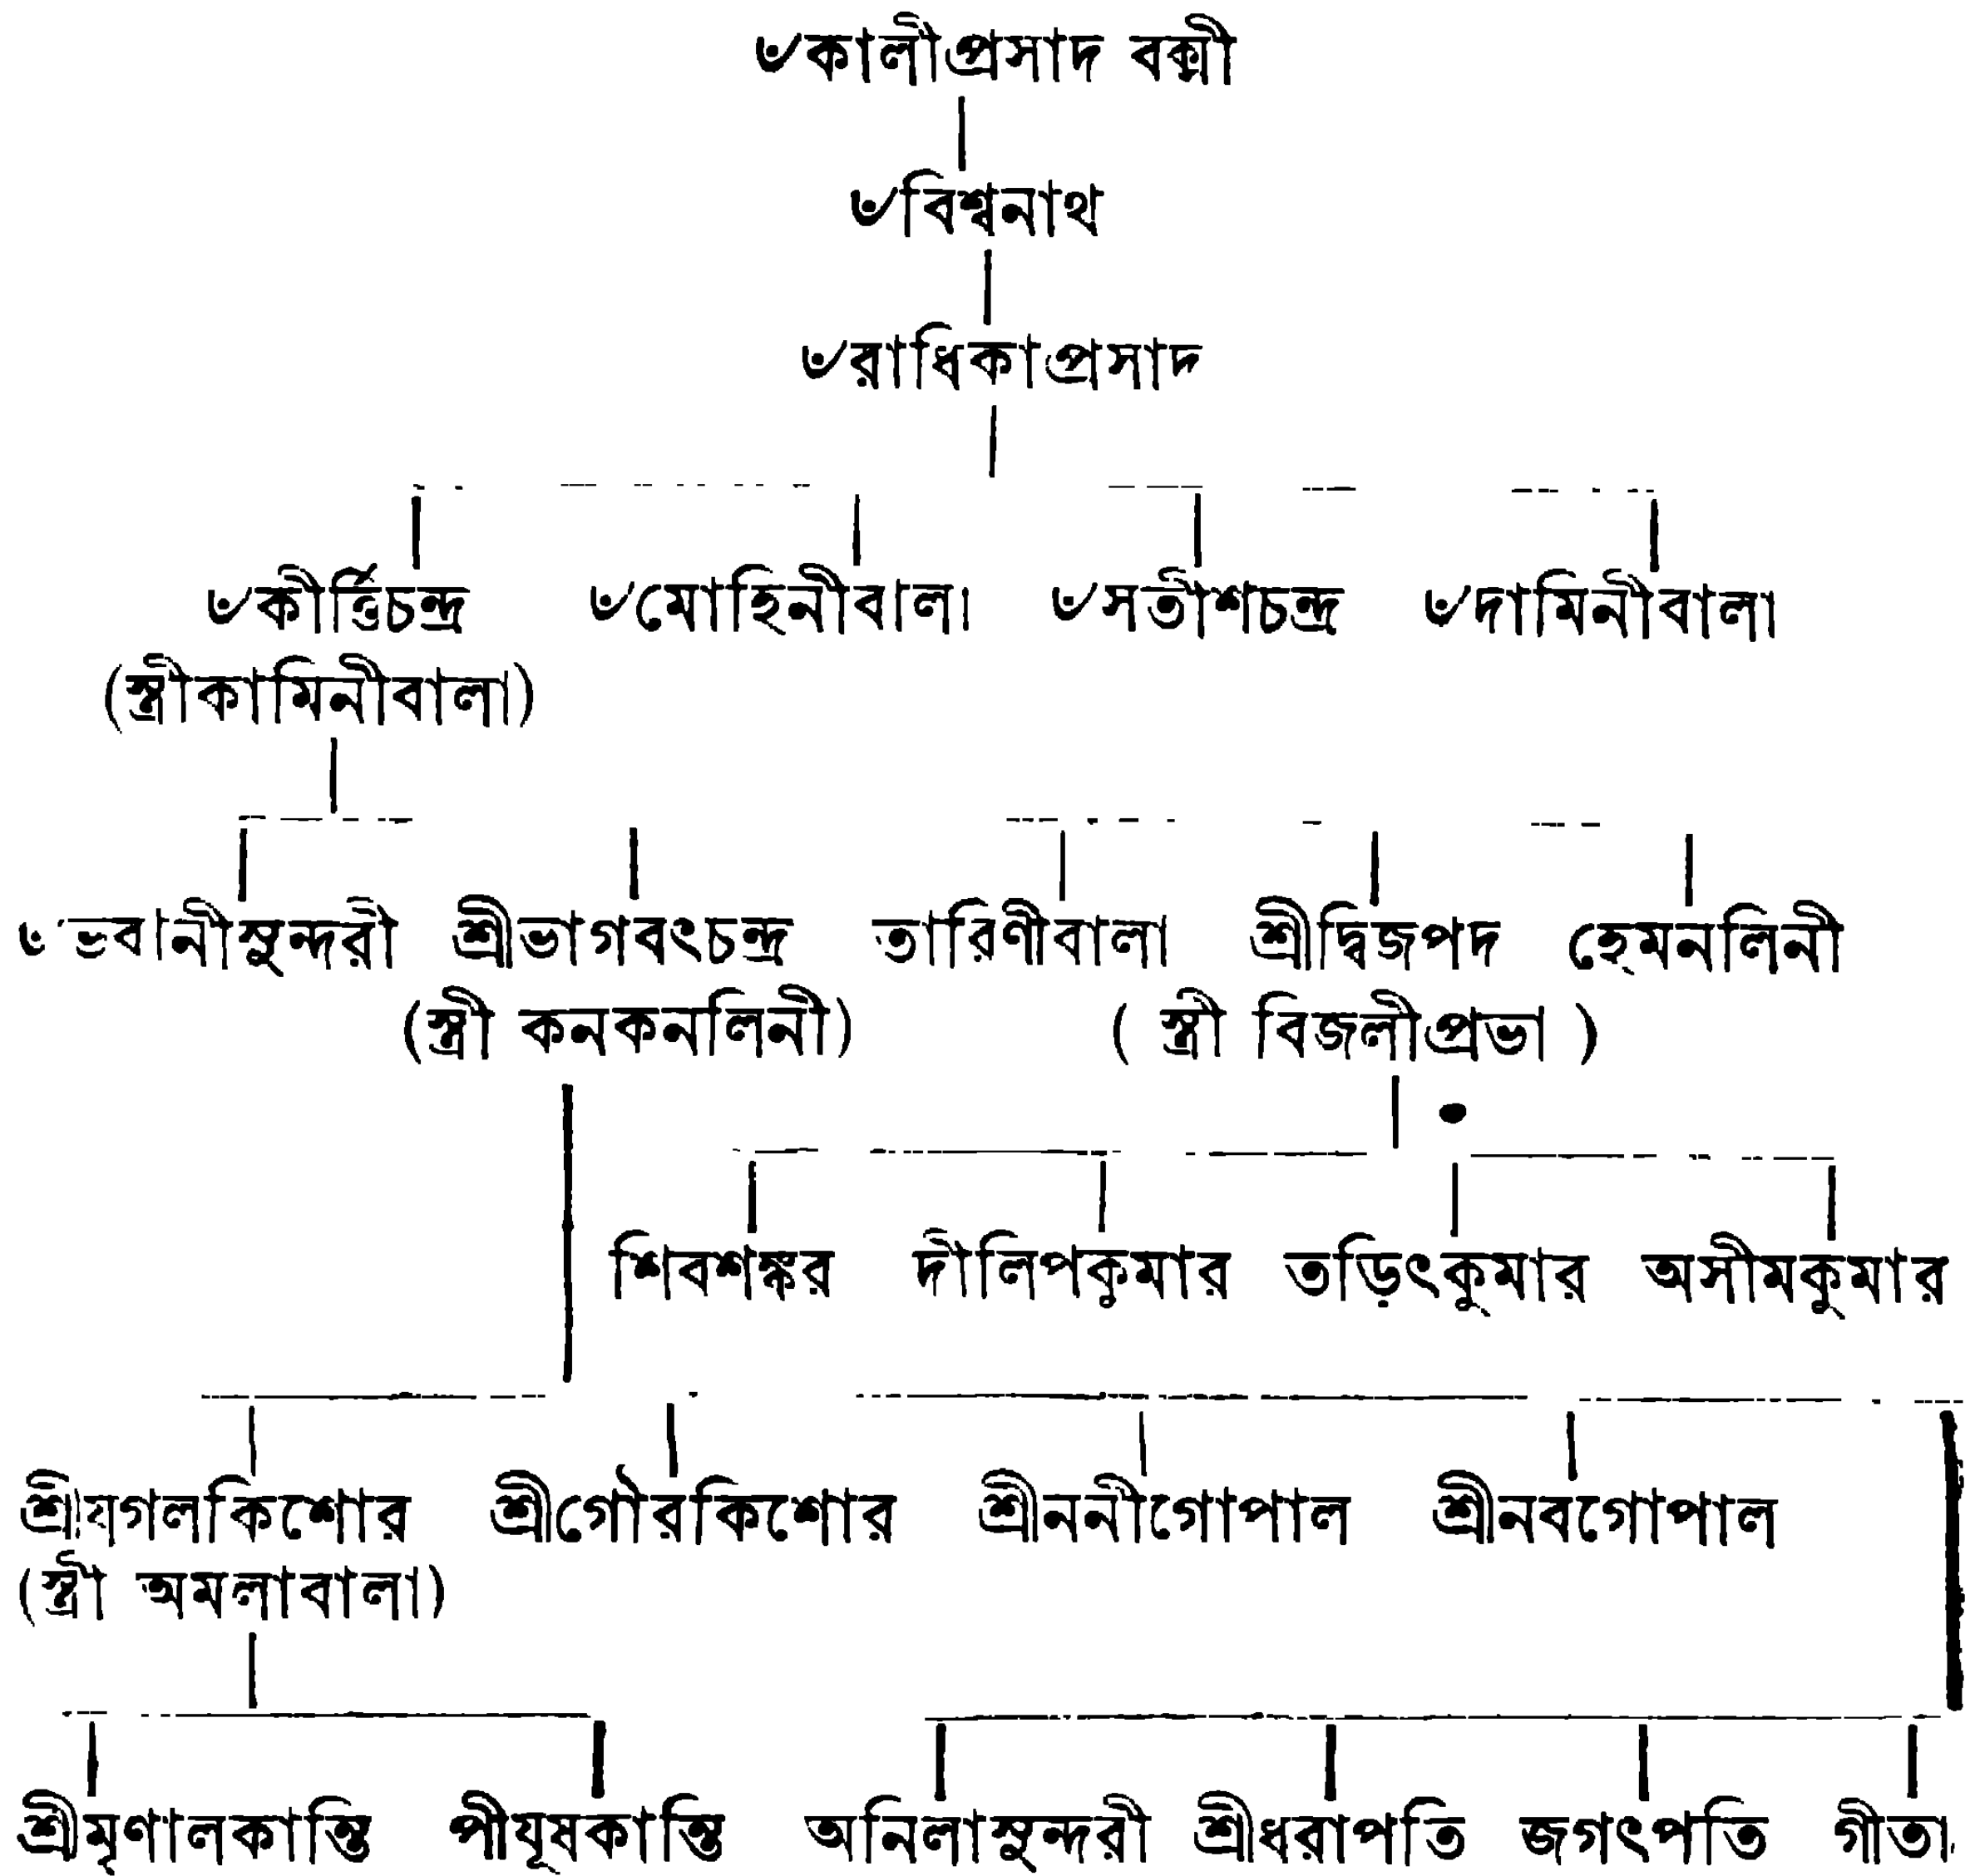 ৺কালীপ্রসাদ বক্সী
৺বিশ্বনাথ
৺রাধিকাপ্রসাদ
৺কীর্ত্তিচন্দ্র ৺মোহিনীবালা ৺সতীশচন্দ্র ৺দামিনীবালা
(স্ত্রীকামিনীবালা)
৺ভবানীসুন্দরী শ্রীভাগবৎচন্দ্র তারিণীবালা শ্রীদ্বিজপদ হেমনলিনী
(স্ত্রী কনকনলিনী) ( স্ত্রী বিজলীপ্রভা )
শিবশঙ্কর দীলিপকুমার তড়িৎকুমার অসীমকুমার
শ্রীযুগলকিশোর শ্রীগৌরকিশোর শ্রীননীগোপাল শ্রীনবগোপাল
(স্ত্রী অমলাবালা)
শ্রীমৃণালকান্তি পীযূষকান্তি অনিলাসুন্দরী শ্রীধরাপতি জগৎপতি গীতা